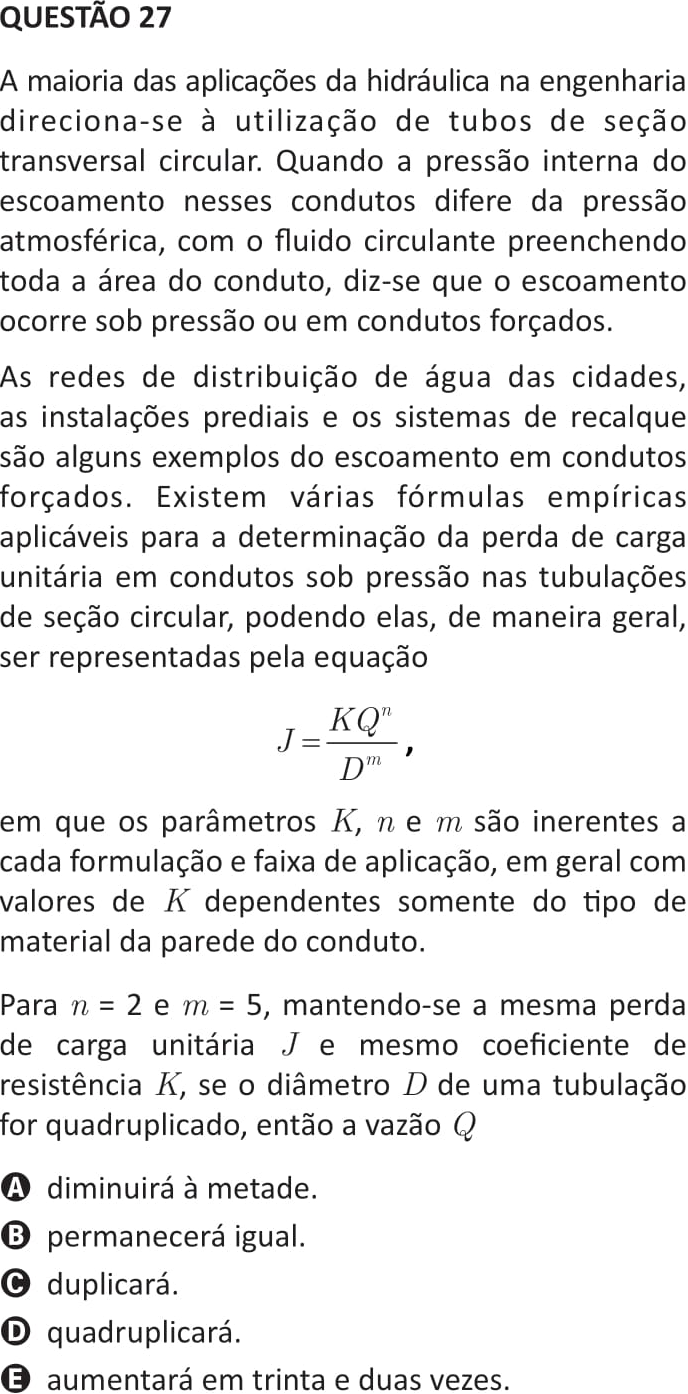 QUESTÃO 27
A maioria das aplicações da hidráulica na engenharia
direciona-se à utilização de tubos de seção
transversal circular. Quando a pressão interna do
escoamento nesses condutos difere da pressão
atmosférica, com o fluido circulante preenchendo
toda a área do conduto, diz-se que o escoamento
ocorre sob pressão ou em condutos forçados.
As redes de distribuição de água das cidades,
as instalações prediais e os sistemas de recalque
são alguns exemplos do escoamento em condutos
forçados. Existem várias fórmulas empíricas
aplicáveis para a determinação da perda de carga
unitária em condutos sob pressão nas tubulações
de seção circular, podendo elas, de maneira geral,
ser representadas pela equação
J = KQ^n / D^m ,
em que os parâmetros K, n e m são inerentes a
cada formulação e faixa de aplicação, em geral com
valores de K dependentes somente do tipo de
material da parede do conduto.
Para n = 2 e m = 5, mantendo-se a mesma perda
de carga unitária J e mesmo coeficiente de
resistência K, se o diâmetro D de uma tubulação
for quadruplicado, então a vazão Q
A diminuirá à metade.
B permanecerá igual.
C duplicará.
D quadruplicará.
E aumentará em trinta e duas vezes.